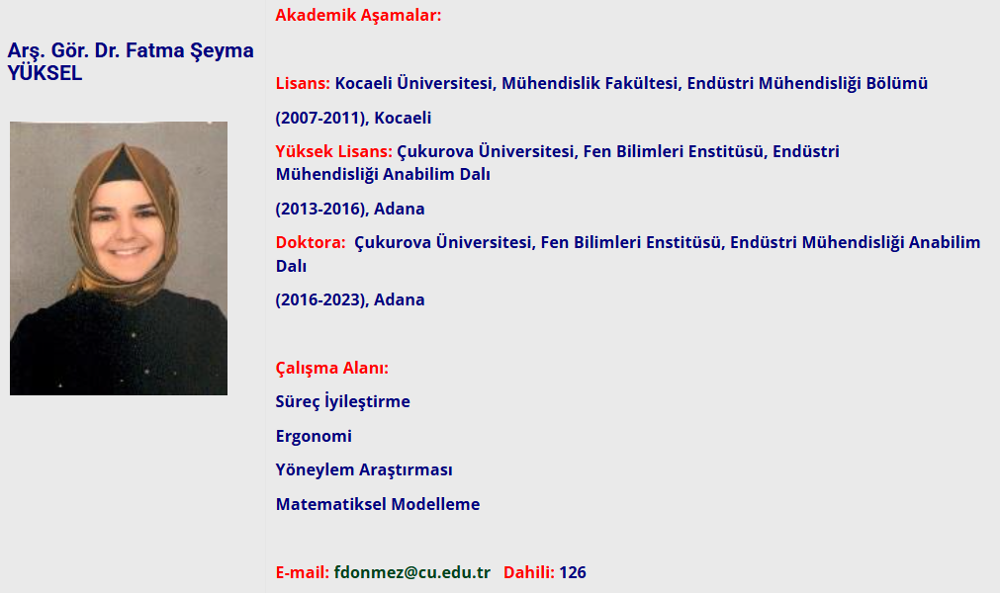 Arş. Gör. Dr. Fatma Şeyma
YÜKSEL
Akademik Aşamalar:
Lisans: Kocaeli Üniversitesi, Mühendislik Fakültesi, Endüstri Mühendisliği Bölümü
(2007-2011), Kocaeli
Yüksek Lisans: Çukurova Üniversitesi, Fen Bilimleri Enstitüsü, Endüstri
Mühendisliği Anabilim Dalı
(2013-2016), Adana
Doktora: Çukurova Üniversitesi, Fen Bilimleri Enstitüsü, Endüstri Mühendisliği Anabilim
Dalı
(2016-2023), Adana
Çalışma Alanı:
Süreç İyileştirme
Ergonomi
Yöneylem Araştırması
Matematiksel Modelleme
E-mail: fdonmez@cu.edu.tr Dahili: 126